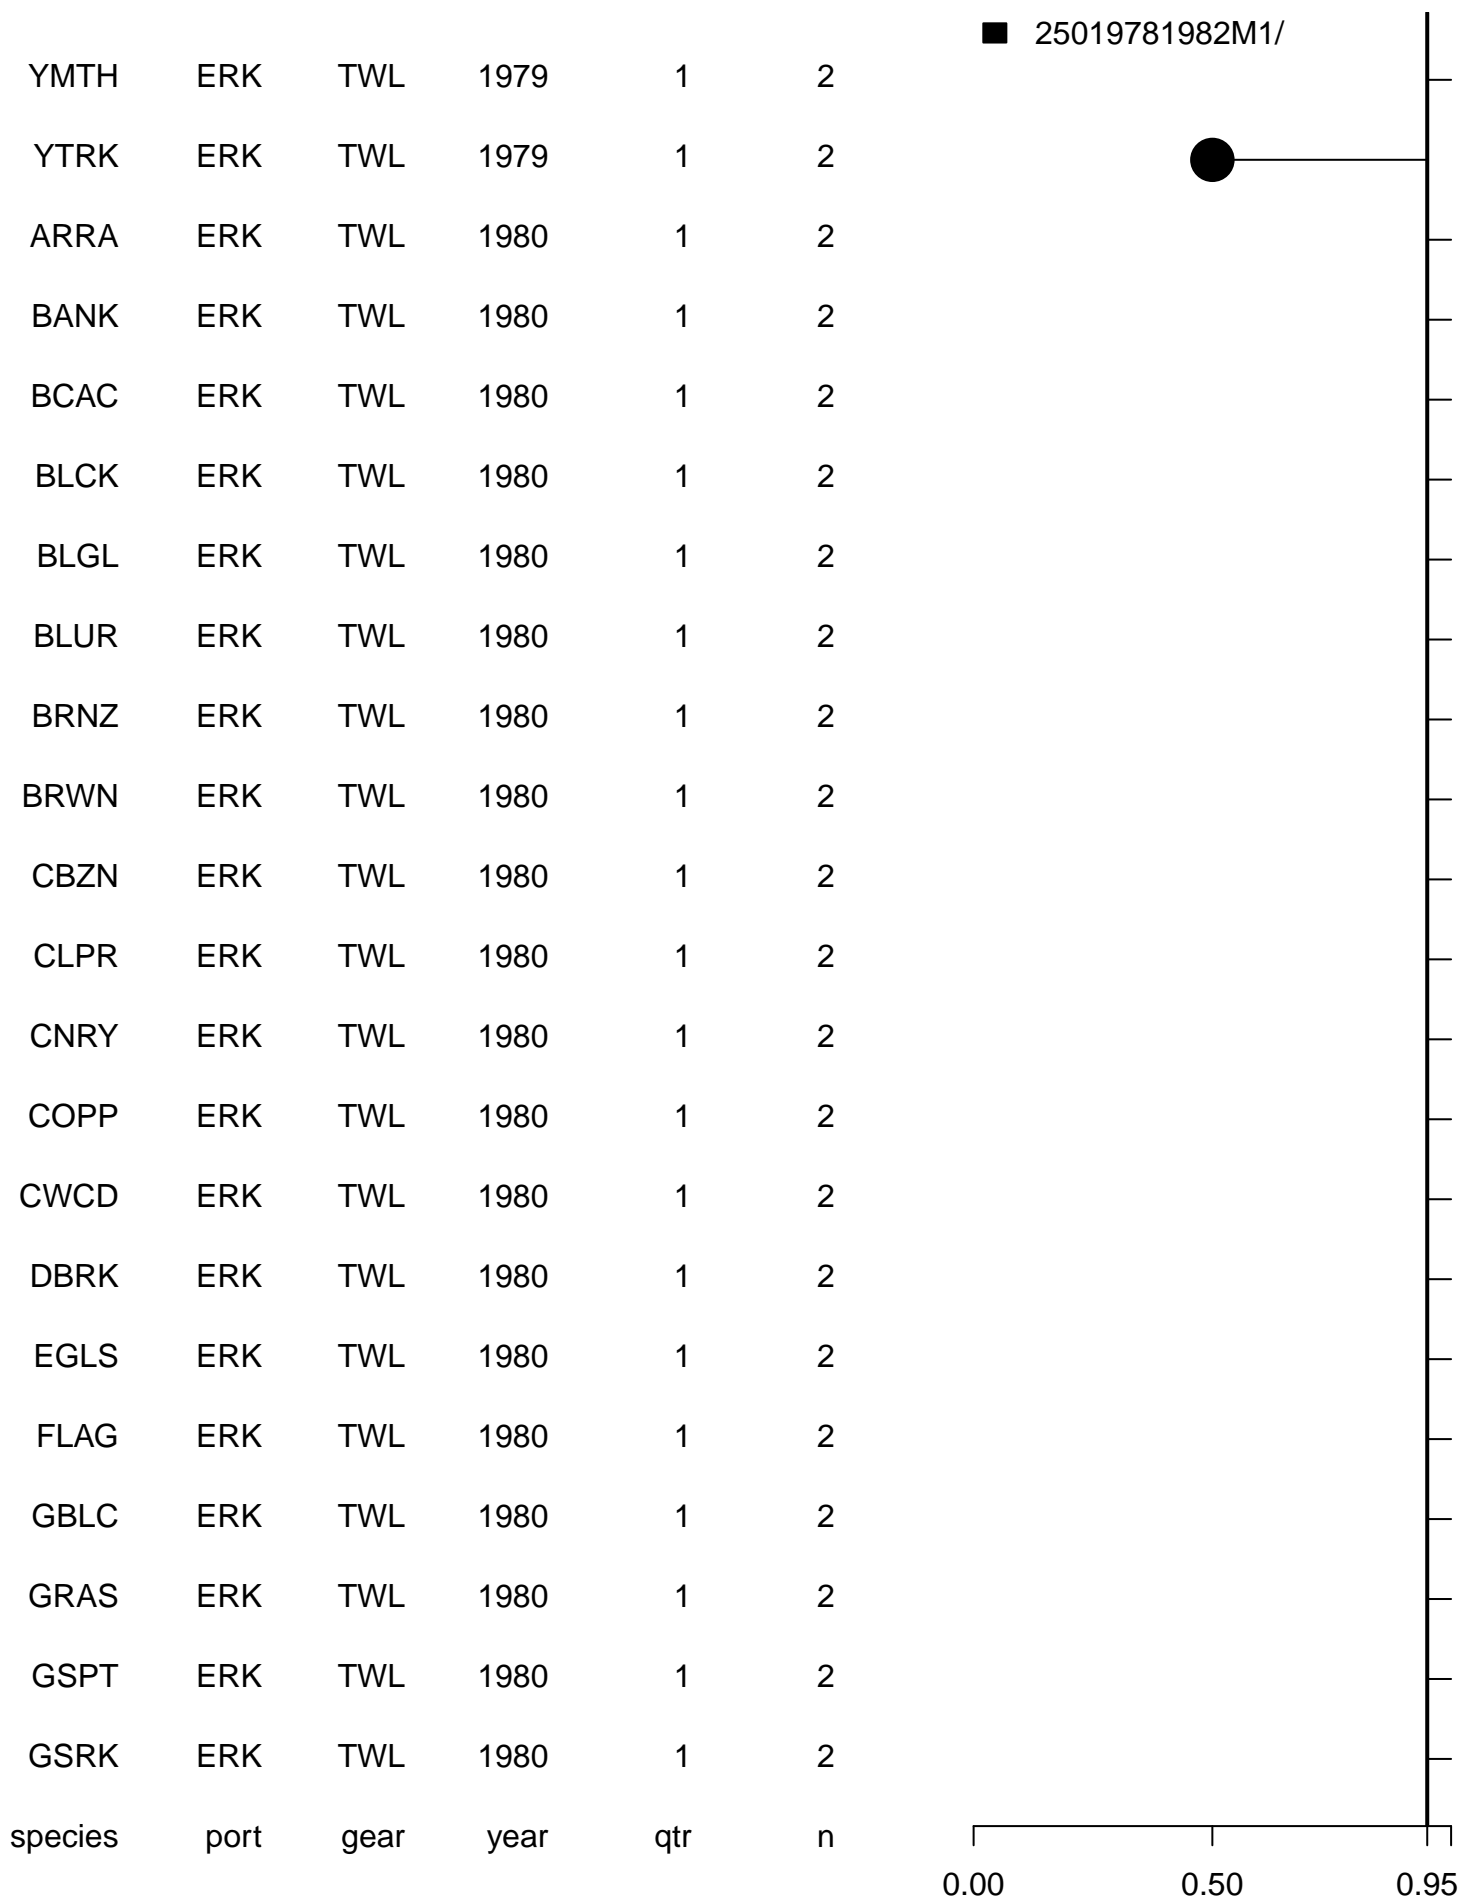 25019781982M1/
YMTH ERK TWL 1979 1 2
YTRK ERK TWL 1979 1 2
ARRA ERK TWL 1980 1 2
BANK ERK TWL 1980 1 2
BCAC ERK TWL 1980 1 2
BLCK ERK TWL 1980 1 2
BLGL ERK TWL 1980 1 2
BLUR ERK TWL 1980 1 2
BRNZ ERK TWL 1980 1 2
BRWN ERK TWL 1980 1 2
CBZN ERK TWL 1980 1 2
CLPR ERK TWL 1980 1 2
CNRY ERK TWL 1980 1 2
COPP ERK TWL 1980 1 2
CWCD ERK TWL 1980 1 2
DBRK ERK TWL 1980 1 2
EGLS ERK TWL 1980 1 2
FLAG ERK TWL 1980 1 2
GBLC ERK TWL 1980 1 2
GRAS ERK TWL 1980 1 2
GSPT ERK TWL 1980 1 2
GSRK ERK TWL 1980 1 2
species port gear year qtr n
0.00 0.50 0.95